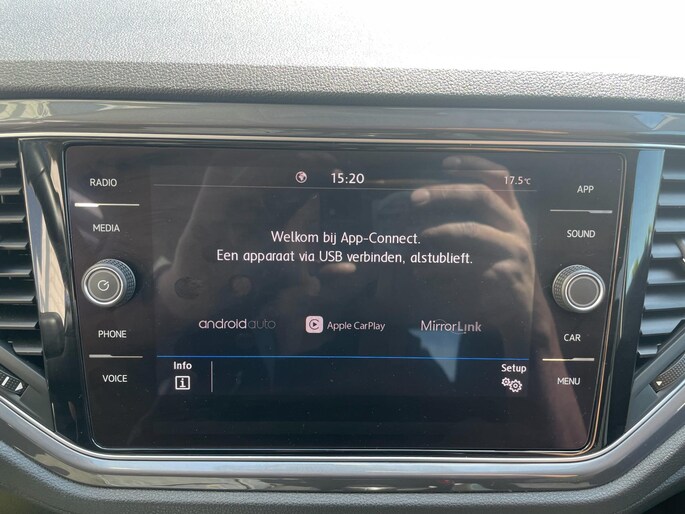 15:20
17.5°C
RADIO
MEDIA
PHONE
VOICE
Welkom bij App-Connect.
Een apparaat via USB verbinden, alstublieft.
androidauto
Apple CarPlay
MirrorLink
Info
Setup
APP
SOUND
CAR
MENU